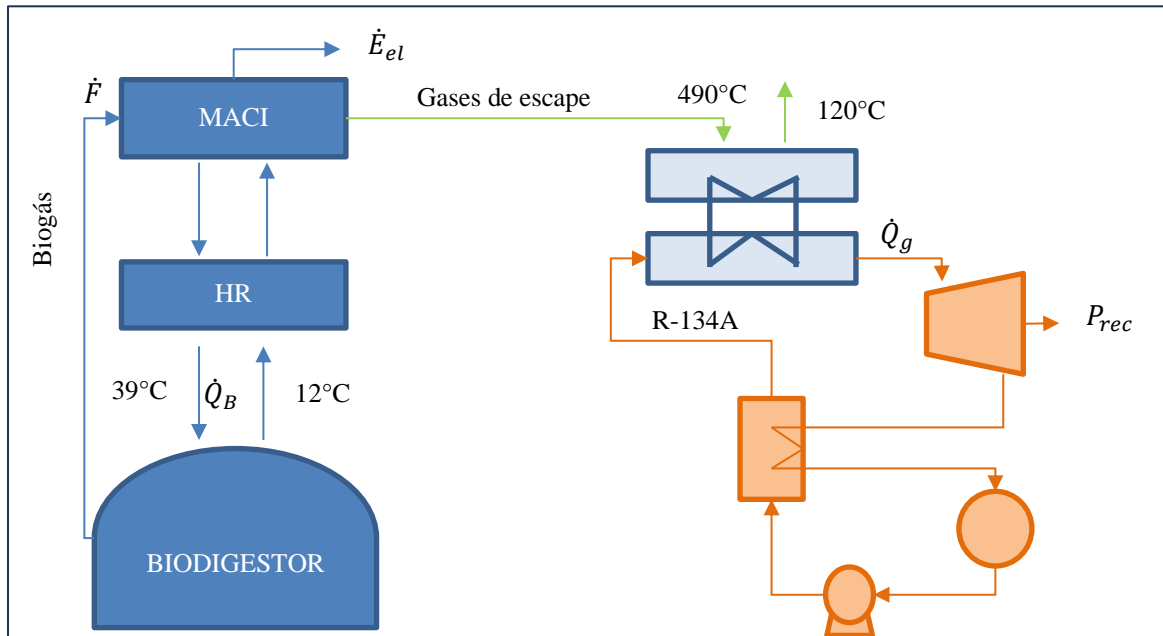 Ė_el
Ḟ
MACI
Gases de escape
490°C
120°C
Biogás
HR
Q̇_g
R-134A
P_rec
39°C
Q̇_B
12°C
BIODIGESTOR